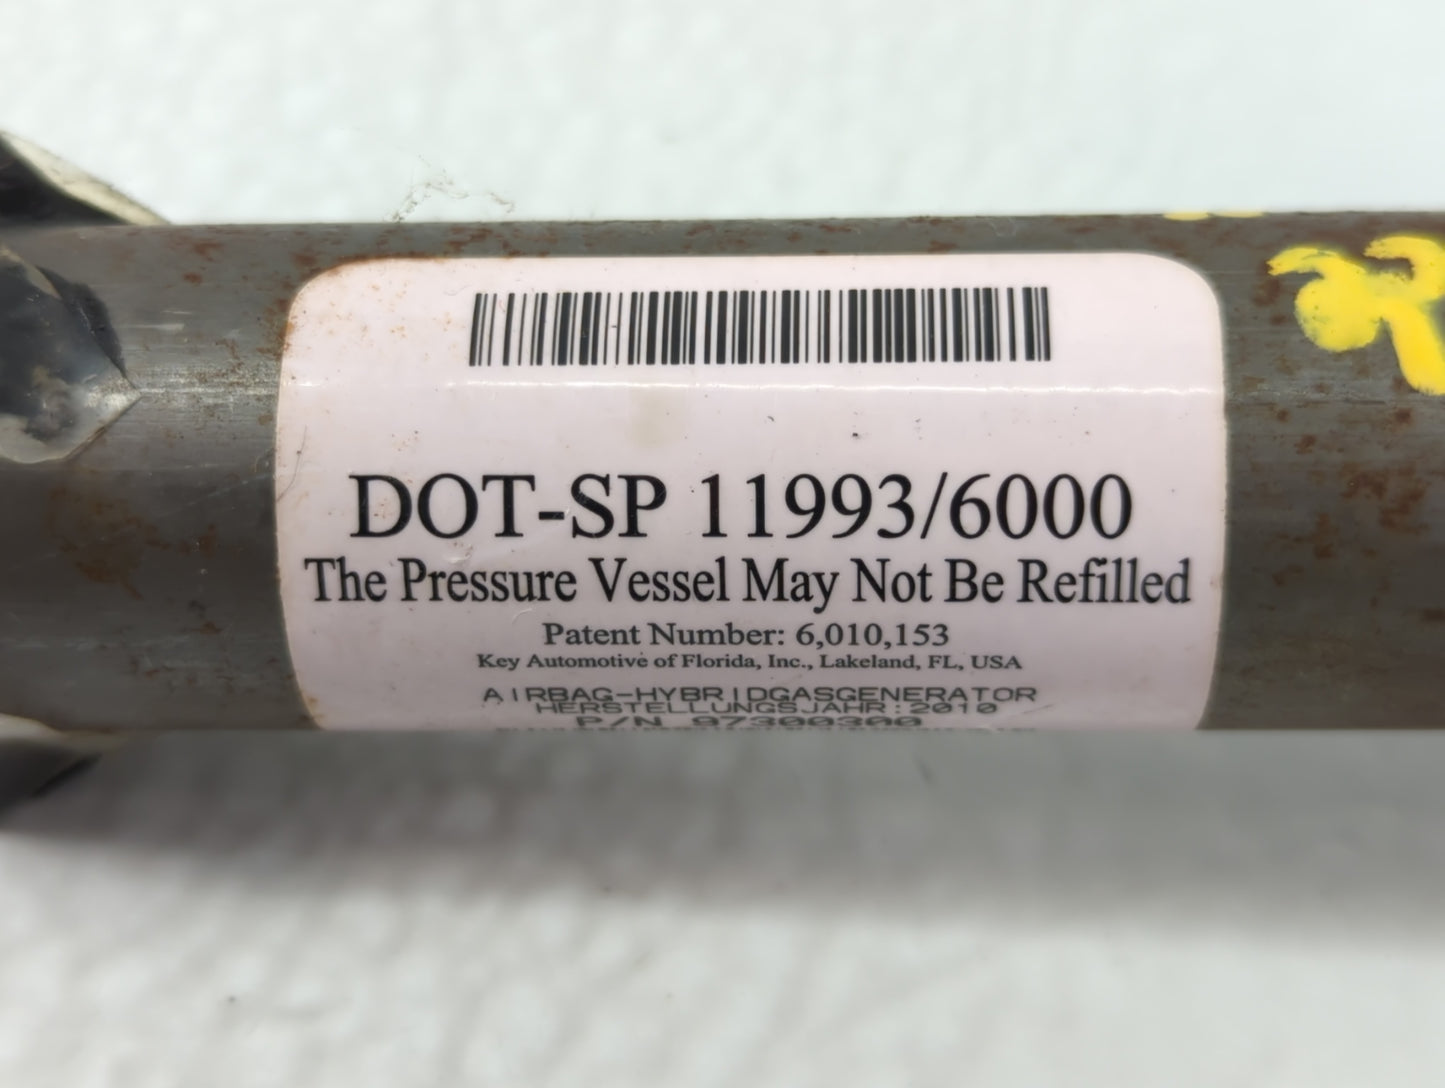 DOT-SP 11993/6000
The Pressure Vessel May Not Be Refilled
Patent Number: 6,010,153
Key Automotive of Florida, Inc., Lakeland, FL, USA
AIRBAG-HYBRIDGASGENERATOR
HERSTELLUNGSJAHR:2010
P/N 97300300